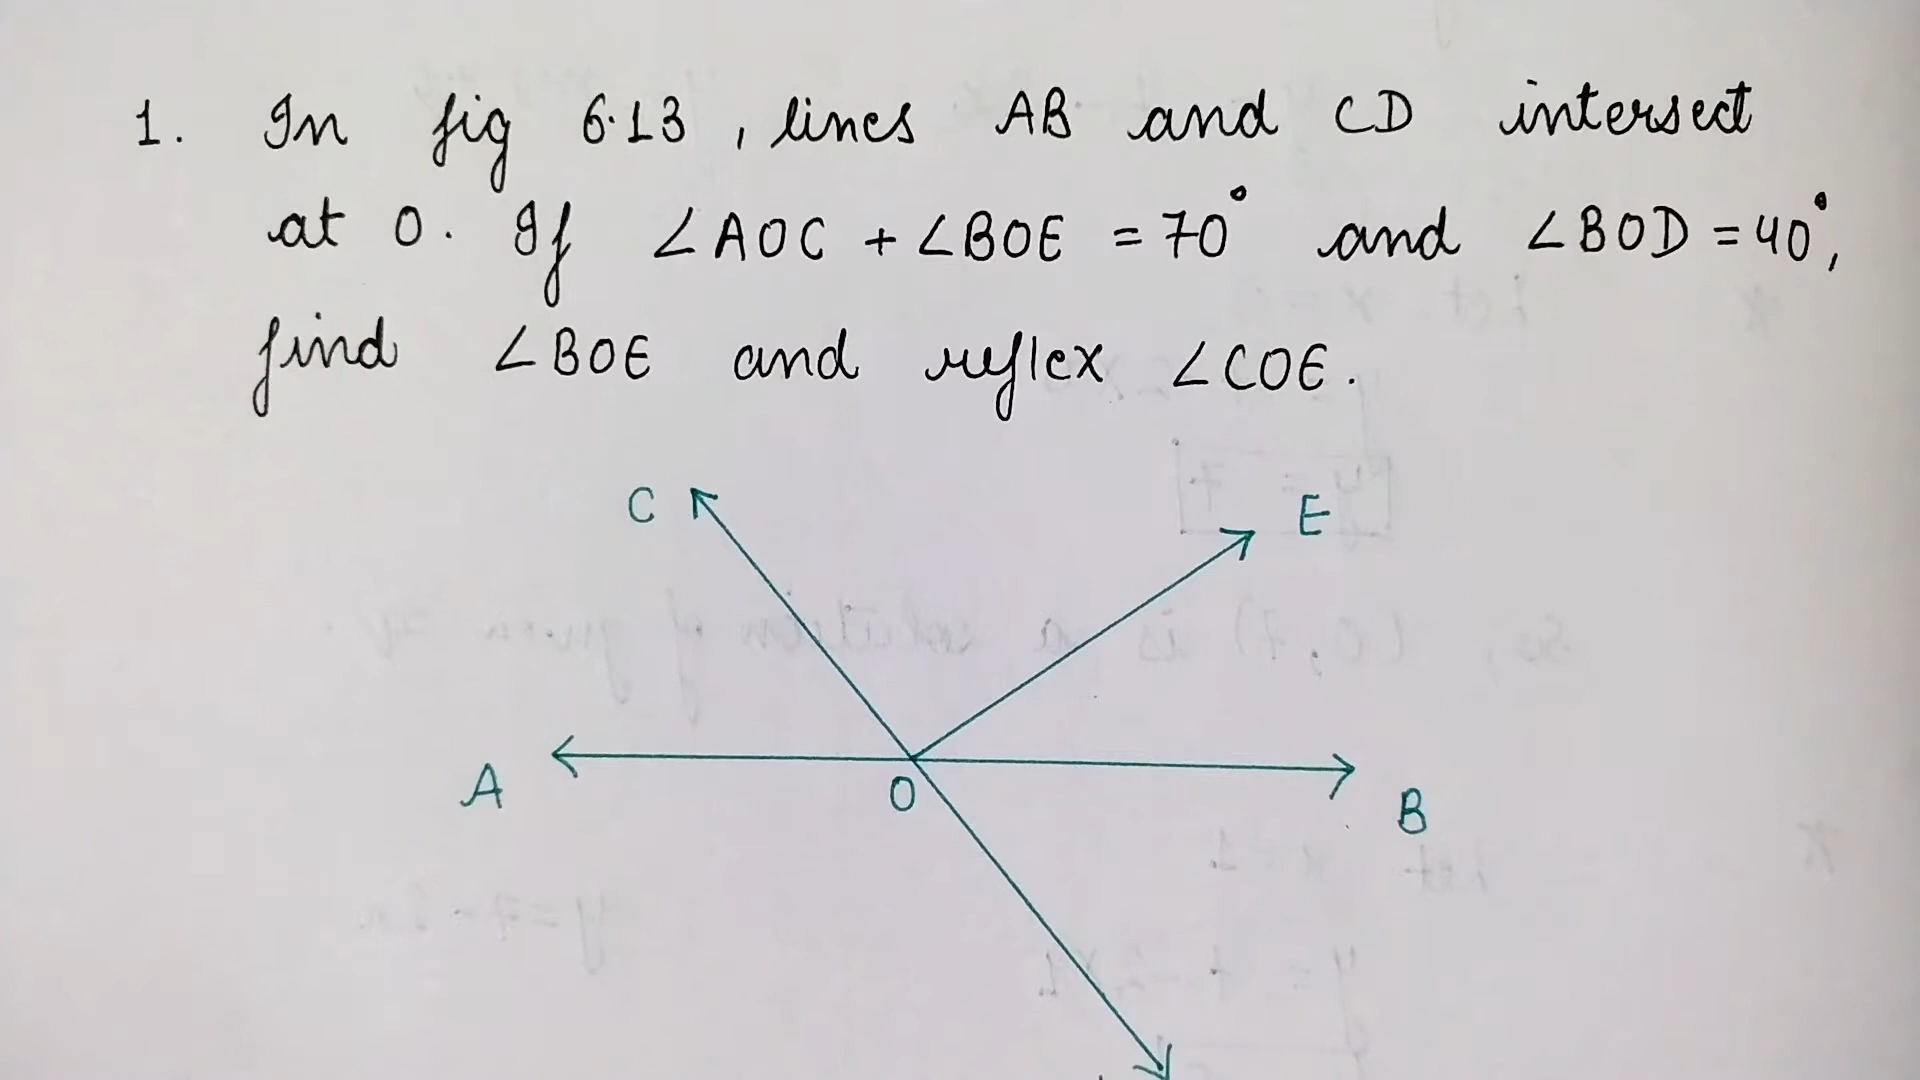 1. In fig 6.13, lines AB and CD intersect
at O. If ∠AOC + ∠BOE = 70° and ∠BOD = 40°,
find ∠BOE and reflex ∠COE.
C
E
A
O
B